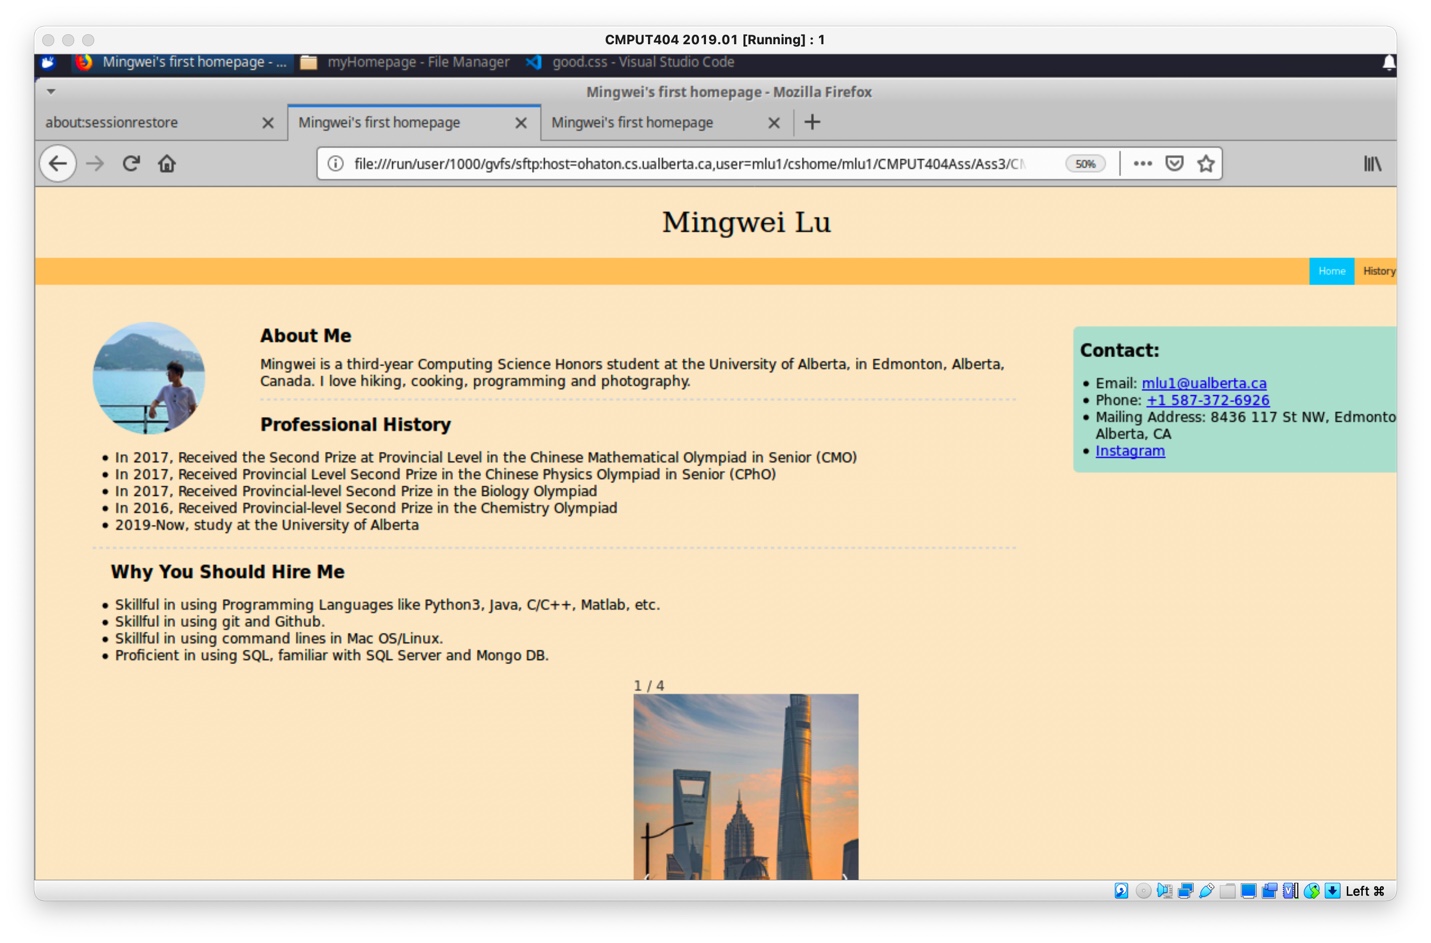 CMPUT404 2019.01 [Running] : 1
Mingwei's first homepage - ...
myHomepage - File Manager
good.css - Visual Studio Code
Mingwei's first homepage - Mozilla Firefox
about:sessionrestore
Mingwei's first homepage
Mingwei's first homepage
file:///run/user/1000/gvfs/sftp:host=ohaton.cs.ualberta.ca,user=mlu1/cshome/mlu1/CMPUT404Ass/Ass3/CM
50%
Mingwei Lu
Home
History
About Me
Mingwei is a third-year Computing Science Honors student at the University of Alberta, in Edmonton, Alberta,
Canada. I love hiking, cooking, programming and photography.
Professional History
In 2017, Received the Second Prize at Provincial Level in the Chinese Mathematical Olympiad in Senior (CMO)
In 2017, Received Provincial Level Second Prize in the Chinese Physics Olympiad in Senior (CPhO)
In 2017, Received Provincial-level Second Prize in the Biology Olympiad
In 2016, Received Provincial-level Second Prize in the Chemistry Olympiad
2019-Now, study at the University of Alberta
Why You Should Hire Me
Skillful in using Programming Languages like Python3, Java, C/C++, Matlab, etc.
Skillful in using git and Github.
Skillful in using command lines in Mac OS/Linux.
Proficient in using SQL, familiar with SQL Server and Mongo DB.
Contact:
Email: mlu1@ualberta.ca
Phone: +1 587-372-6926
Mailing Address: 8436 117 St NW, Edmonto
Alberta, CA
Instagram
1 / 4
Left ⌘